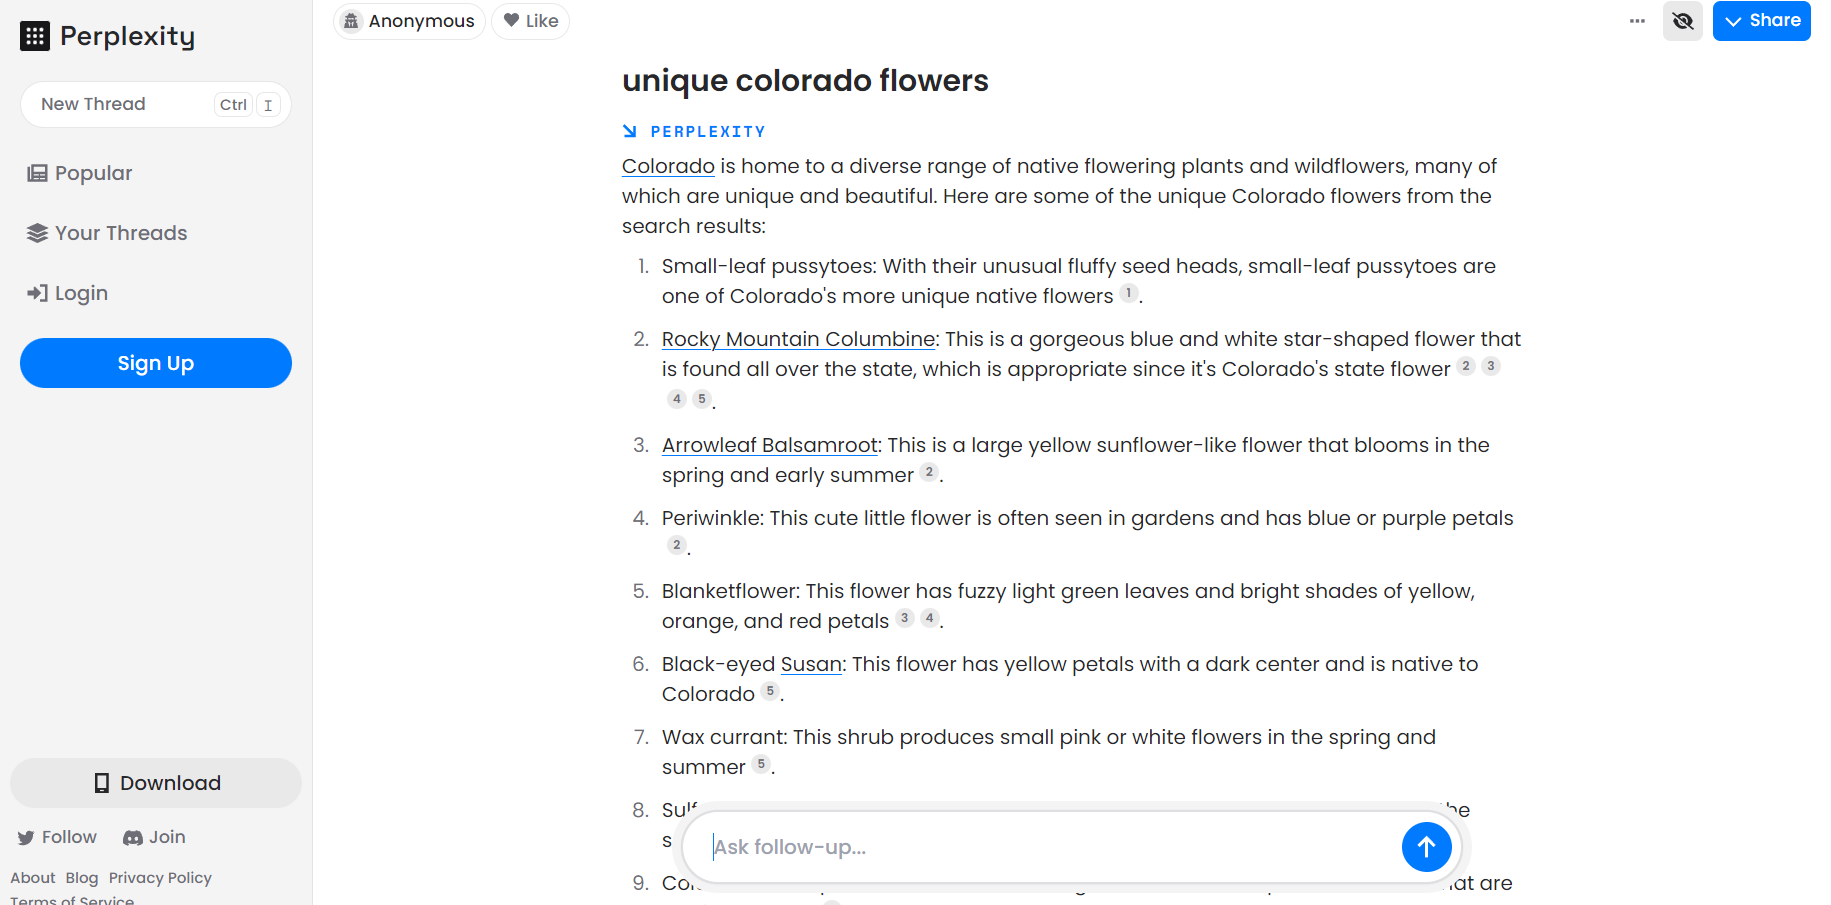 Perplexity
New Thread Ctrl I
Popular
Your Threads
Login
Sign Up
Download
Follow Join
About Blog Privacy Policy
Terms of Service
Anonymous Like
Share
unique colorado flowers
PERPLEXITY
Colorado is home to a diverse range of native flowering plants and wildflowers, many of
which are unique and beautiful. Here are some of the unique Colorado flowers from the
search results:
1. Small-leaf pussytoes: With their unusual fluffy seed heads, small-leaf pussytoes are
one of Colorado's more unique native flowers 1.
2. Rocky Mountain Columbine: This is a gorgeous blue and white star-shaped flower that
is found all over the state, which is appropriate since it's Colorado's state flower 2 3
4 5.
3. Arrowleaf Balsamroot: This is a large yellow sunflower-like flower that blooms in the
spring and early summer 2.
4. Periwinkle: This cute little flower is often seen in gardens and has blue or purple petals
2.
5. Blanketflower: This flower has fuzzy light green leaves and bright shades of yellow,
orange, and red petals 3 4.
6. Black-eyed Susan: This flower has yellow petals with a dark center and is native to
Colorado 5.
7. Wax currant: This shrub produces small pink or white flowers in the spring and
summer 5.
8.
9. are
Ask follow-up...